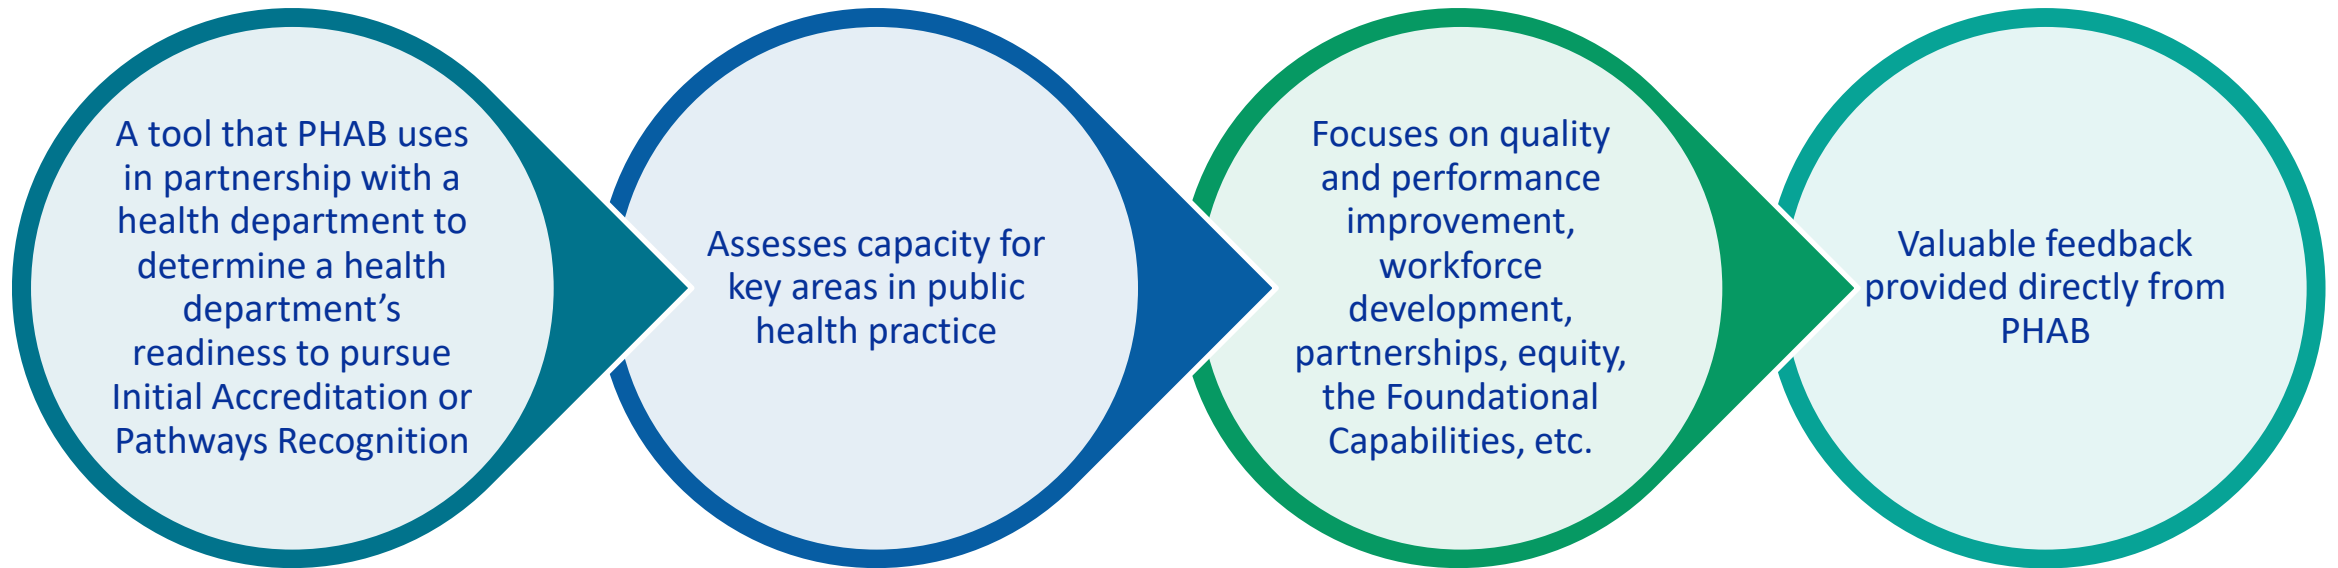 A tool that PHAB uses
in partnership with a
health department to
determine a health
department’s
readiness to pursue
Initial Accreditation or
Pathways Recognition
Assesses capacity for
key areas in public
health practice
Focuses on quality
and performance
improvement,
workforce
development,
partnerships, equity,
the Foundational
Capabilities, etc.
Valuable feedback
provided directly from
PHAB